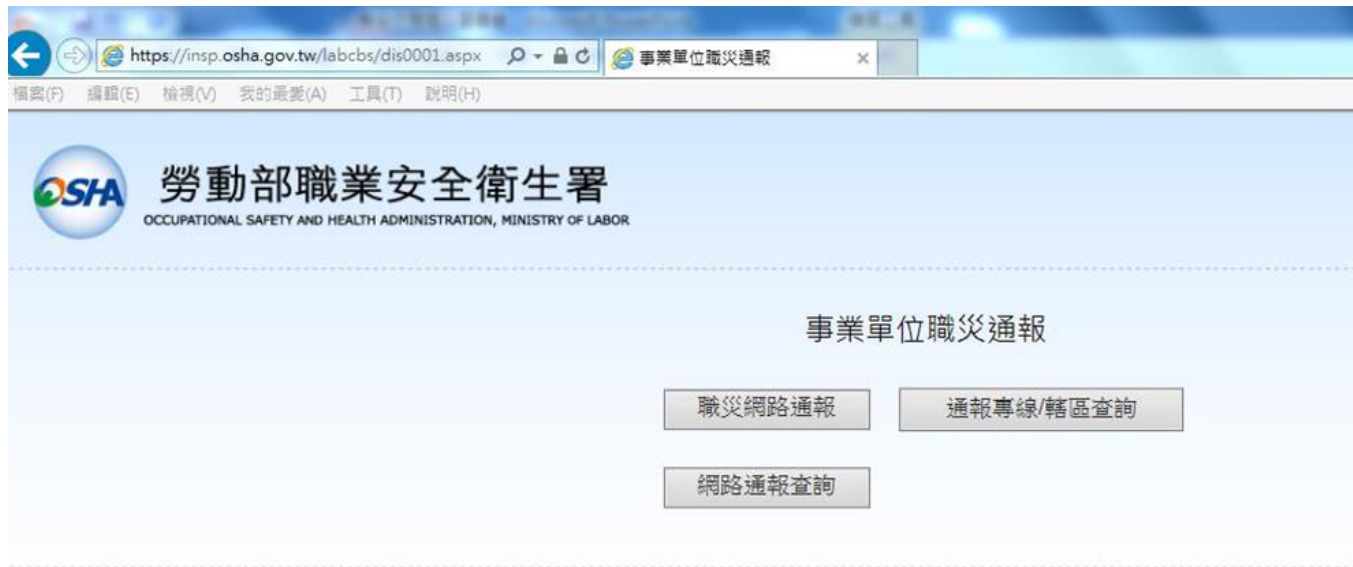 https://insp.osha.gov.tw/labcbs/dis0001.aspx
事業單位職災通報
檔案(F) 編輯(E) 檢視(V) 我的最愛(A) 工具(T) 說明(H)
OSHA
勞動部職業安全衛生署
OCCUPATIONAL SAFETY AND HEALTH ADMINISTRATION, MINISTRY OF LABOR
事業單位職災通報
職災網路通報
通報專線/轄區查詢
網路通報查詢